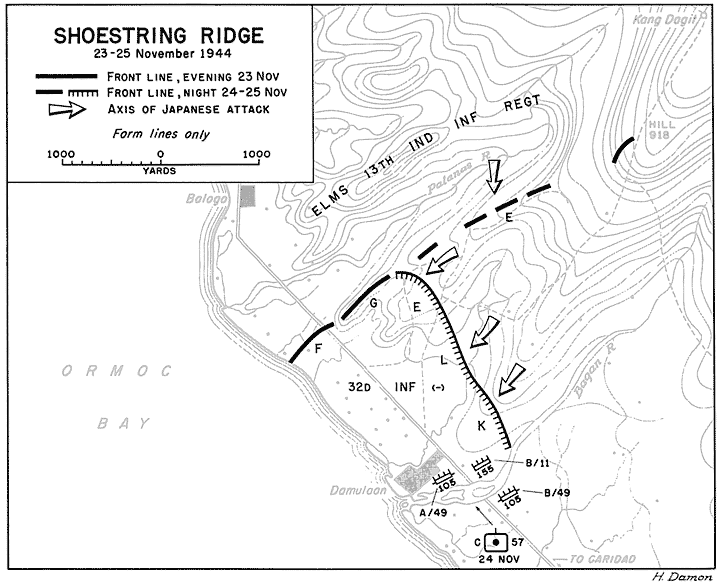 SHOESTRING RIDGE
23-25 November 1944
FRONT LINE, EVENING 23 NOV
FRONT LINE, NIGHT 24-25 NOV
AXIS OF JAPANESE ATTACK
Form lines only
1000 0 1000
YARDS
Kang Dagit
HILL
918
ELMS 13TH IND INF REGT
Palanas R
Balogo
E
G
E
F
L
32D INF (-)
K
Bagan R
ORMOC
BAY
Damulaan
105
A/49
155
B/11
105
B/49
C 57
24 NOV
TO CARIDAD
H. Damon